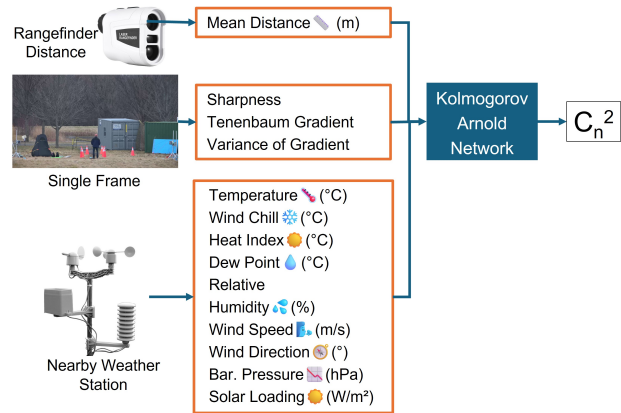 Rangefinder
Distance
Mean Distance 📏 (m)
Single Frame
Sharpness
Tenenbaum Gradient
Variance of Gradient
Kolmogorov
Arnold
Network
Cₙ²
Nearby Weather
Station
Temperature 🌡 (°C)
Wind Chill ❄ (°C)
Heat Index 🌞 (°C)
Dew Point 💧 (°C)
Relative
Humidity 💦 (%)
Wind Speed 🌬 (m/s)
Wind Direction 🧭 (°)
Bar. Pressure 📉 (hPa)
Solar Loading 🌞 (W/m²)